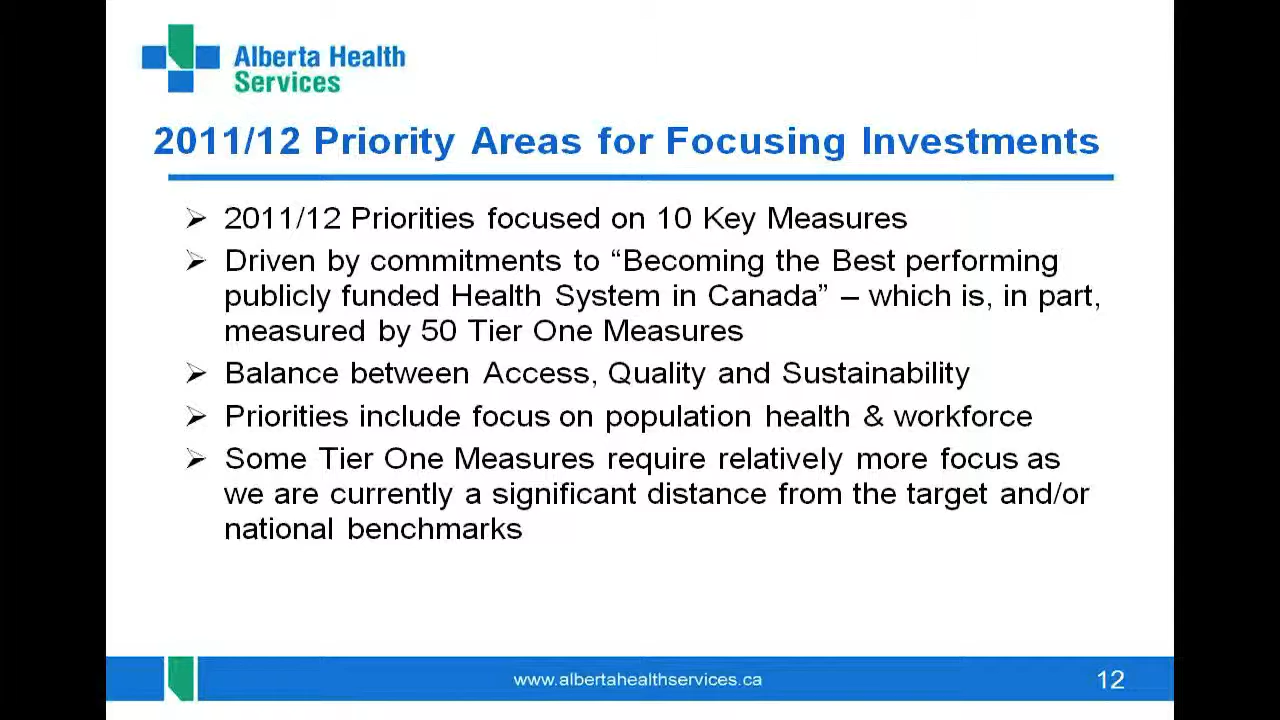 Alberta Health
Services
2011/12 Priority Areas for Focusing Investments
2011/12 Priorities focused on 10 Key Measures
Driven by commitments to “Becoming the Best performing
publicly funded Health System in Canada” – which is, in part,
measured by 50 Tier One Measures
Balance between Access, Quality and Sustainability
Priorities include focus on population health & workforce
Some Tier One Measures require relatively more focus as
we are currently a significant distance from the target and/or
national benchmarks
www.albertahealthservices.ca
12